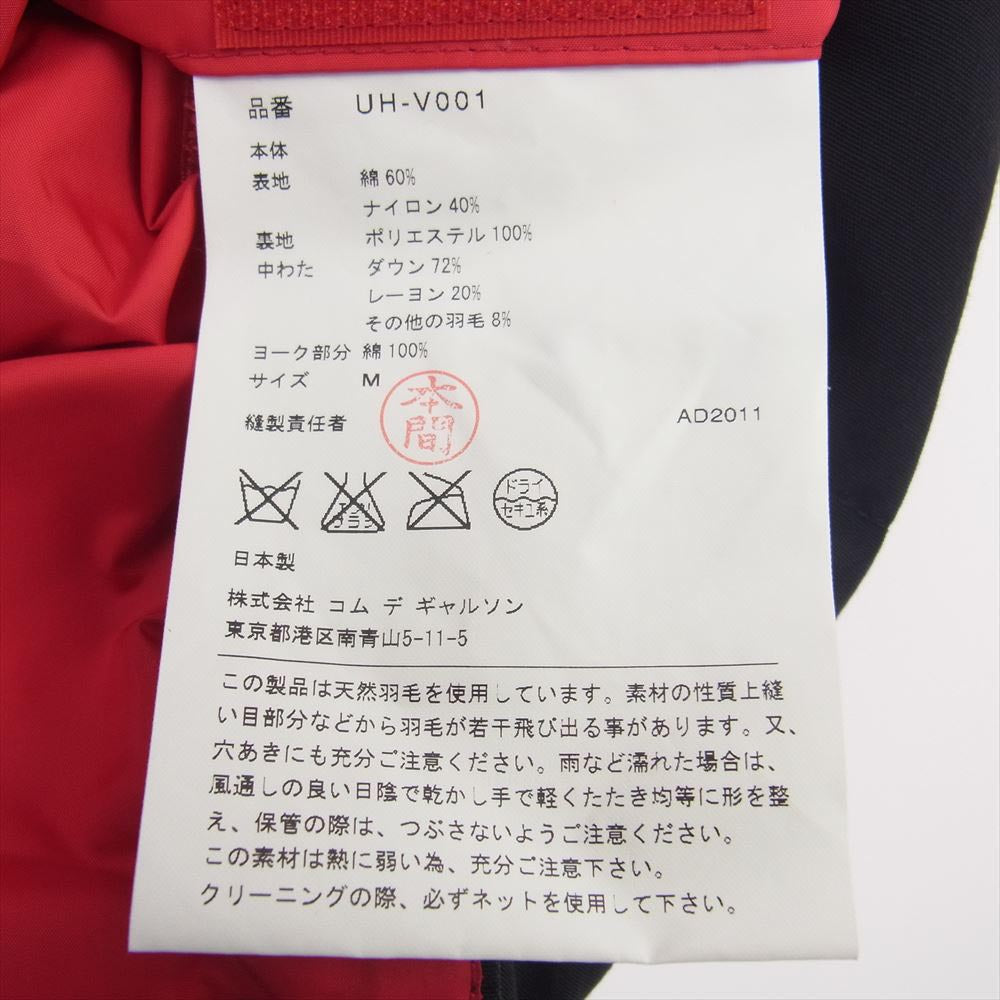 品番 UH-V001
本体
表地 綿 60%
ナイロン 40%
裏地 ポリエステル 100%
中わた ダウン 72%
レーヨン 20%
その他の羽毛 8%
ヨーク部分 綿 100%
サイズ M
縫製責任者 本間 AD2011
エンソ
サラシ
ドライ
セキユ系
日本製
株式会社 コム デ ギャルソン
東京都港区南青山5-11-5
この製品は天然羽毛を使用しています。素材の性質上縫
い目部分などから羽毛が若干飛び出る事があります。又、
穴あきにも充分ご注意ください。雨など濡れた場合は、
風通しの良い日陰で乾かし手で軽くたたき均等に形を整
え、保管の際は、つぶさないようご注意ください。
この素材は熱に弱い為、充分ご注意下さい。
クリーニングの際、必ずネットを使用して下さい。